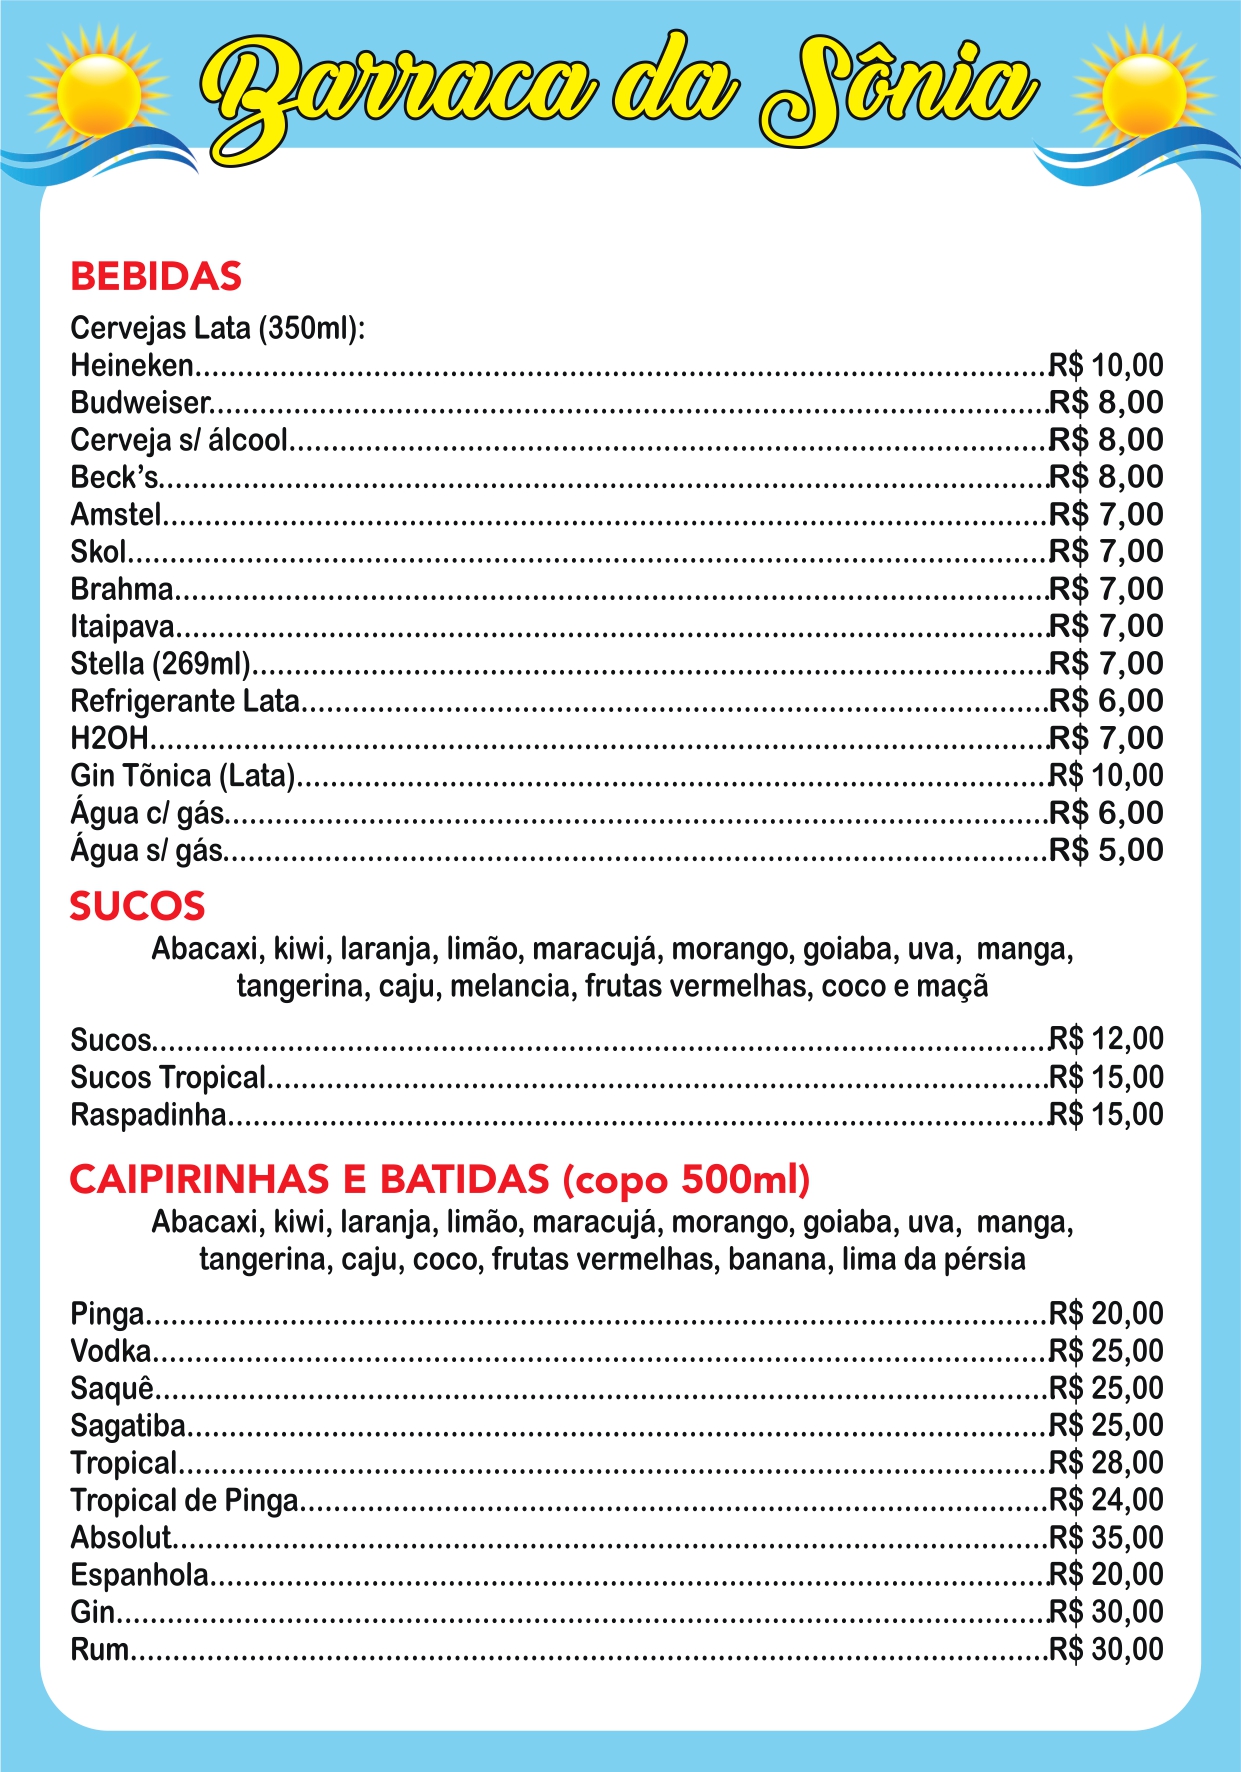 Barraca da Sônia
BEBIDAS
Cervejas Lata (350ml):
Heineken....................R$ 10,00
Budweiser....................R$ 8,00
Cerveja s/ álcool....................R$ 8,00
Beck’s....................R$ 8,00
Amstel....................R$ 7,00
Skol....................R$ 7,00
Brahma....................R$ 7,00
Itaipava....................R$ 7,00
Stella (269ml)....................R$ 7,00
Refrigerante Lata....................R$ 6,00
H2OH....................R$ 7,00
Gin Tõnica (Lata)....................R$ 10,00
Água c/ gás....................R$ 6,00
Água s/ gás....................R$ 5,00
SUCOS
Abacaxi, kiwi, laranja, limão, maracujá, morango, goiaba, uva, manga,
tangerina, caju, melancia, frutas vermelhas, coco e maçã
Sucos....................R$ 12,00
Sucos Tropical....................R$ 15,00
Raspadinha....................R$ 15,00
CAIPIRINHAS E BATIDAS (copo 500ml)
Abacaxi, kiwi, laranja, limão, maracujá, morango, goiaba, uva, manga,
tangerina, caju, coco, frutas vermelhas, banana, lima da pérsia
Pinga....................R$ 20,00
Vodka....................R$ 25,00
Saquê....................R$ 25,00
Sagatiba....................R$ 25,00
Tropical....................R$ 28,00
Tropical de Pinga....................R$ 24,00
Absolut....................R$ 35,00
Espanhola....................R$ 20,00
Gin....................R$ 30,00
Rum....................R$ 30,00